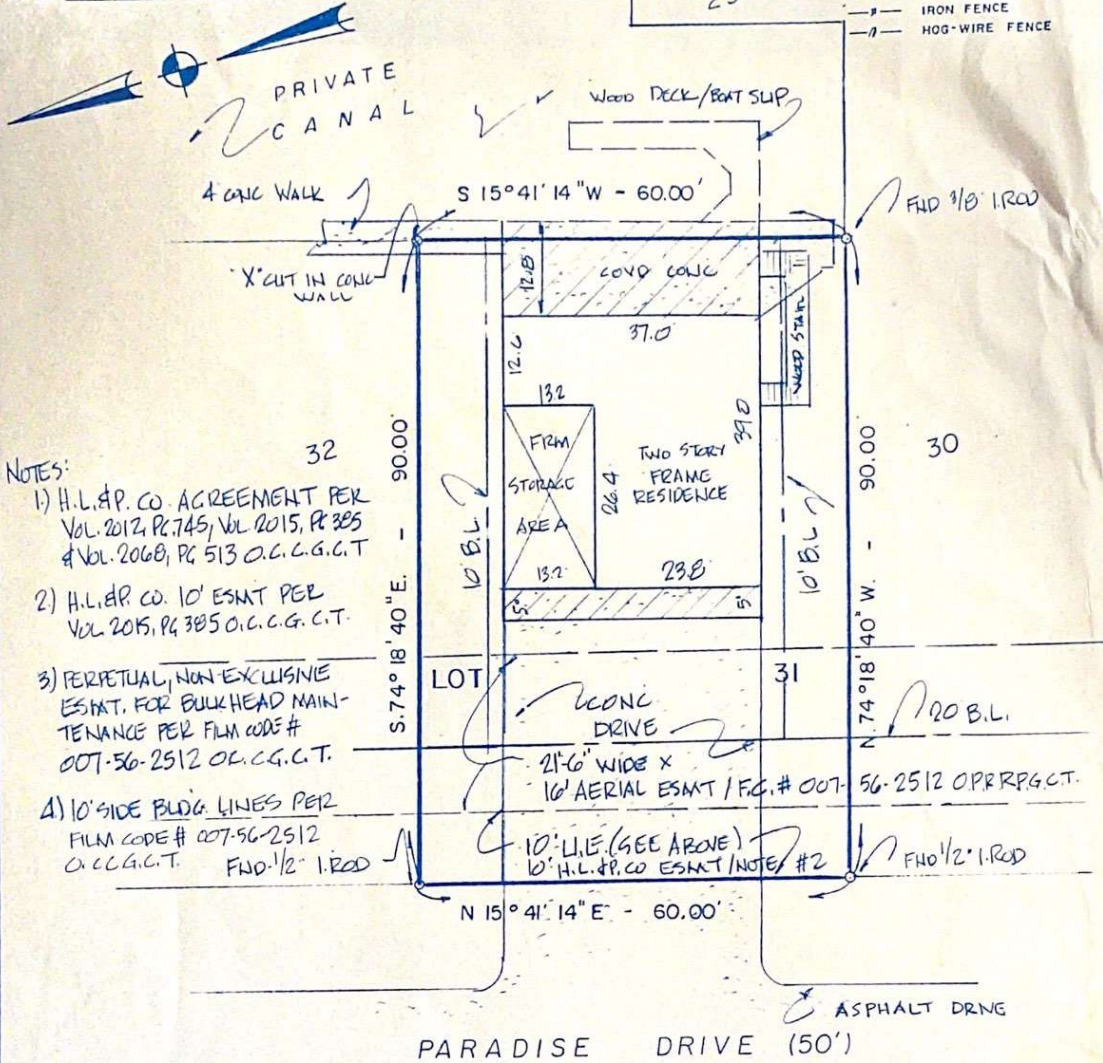 IRON FENCE
HOG-WIRE FENCE
PRIVATE
CANAL
WOOD DECK/BOAT SLIP
4' CONC WALK
S 15° 41' 14" W - 60.00'
FND 3/8" I.ROD
"X" CUT IN CONC
WALL
12.8
COVD CONC
37.0
WOOD STAIR
12.6
13.2
FRM
STORAGE
AREA
26.4
39.0
TWO STORY
FRAME
RESIDENCE
13.2
23.8
5'
5'
32
30
S. 74° 18' 40" E. - 90.00'
N. 74° 18' 40" W. - 90.00
10' B.L.
10' B.L.
NOTES:
1.) H.L.&P. CO. AGREEMENT PER
VOL. 2012, PG. 745, VOL. 2015, PG 385
& VOL. 2068, PG 513 O.C.C.G.C.T
2.) H.L.&P. CO. 10' ESMT PER
VOL. 2015, PG 385 O.C.C.G.C.T.
3.) PERPETUAL, NON-EXCLUSIVE
ESMT. FOR BULKHEAD MAIN-
TENANCE PER FILM CODE #
007-56-2512 O.C.C.G.C.T.
4.) 10' SIDE BLDG. LINES PER
FILM CODE # 007-56-2512
O.C.C.G.C.T.
LOT
31
CONC
DRIVE
20 B.L.
21'-6" WIDE X
16' AERIAL ESMT / F.C. # 007-56-2512 O.P.R.R.P.G.C.T.
10' U.E. (SEE ABOVE)
10' H.L.&P. CO ESMT/NOTE #2
FND 1/2" I.ROD
FND 1/2" I.ROD
N 15° 41' 14" E - 60.00'
ASPHALT DRIVE
PARADISE DRIVE (50')